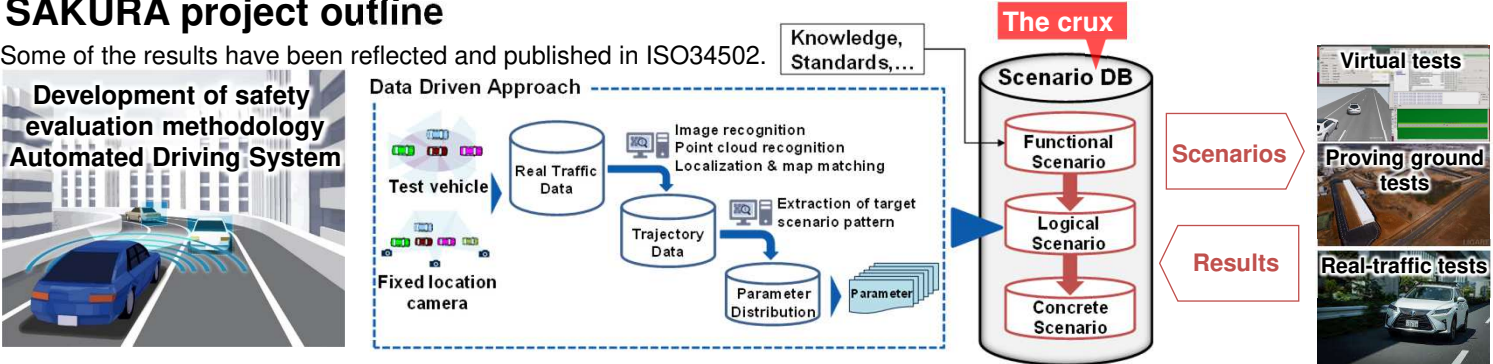 SAKURA project outline
Some of the results have been reflected and published in ISO34502.
Development of safety
evaluation methodology
Automated Driving System
Data Driven Approach
Test vehicle
Fixed location
camera
Real Traffic
Data
Image recognition
Point cloud recognition
Localization & map matching
Trajectory
Data
Extraction of target
scenario pattern
Parameter
Distribution
Parameter
Knowledge,
Standards,…
The crux
Scenario DB
Functional
Scenario
Logical
Scenario
Concrete
Scenario
Scenarios
Results
Virtual tests
Proving ground
tests
Real-traffic tests